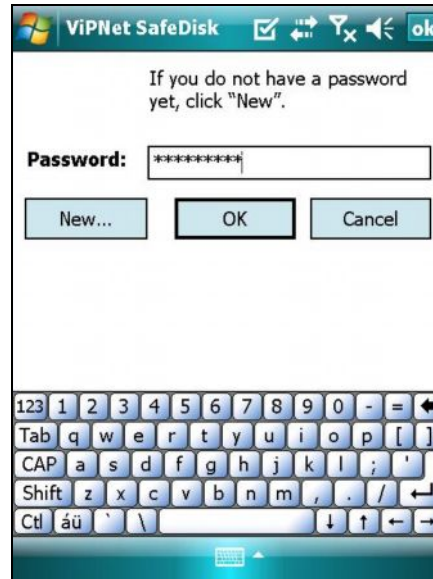 ViPNet SafeDisk ok
If you do not have a password
yet, click “New”.
Password: *********
New... OK Cancel
123 1 2 3 4 5 6 7 8 9 0 - =
Tab q w e r t y u i o p [ ]
CAP a s d f g h j k l ; '
Shift z x c v b n m , . /
Ctl áü ` \